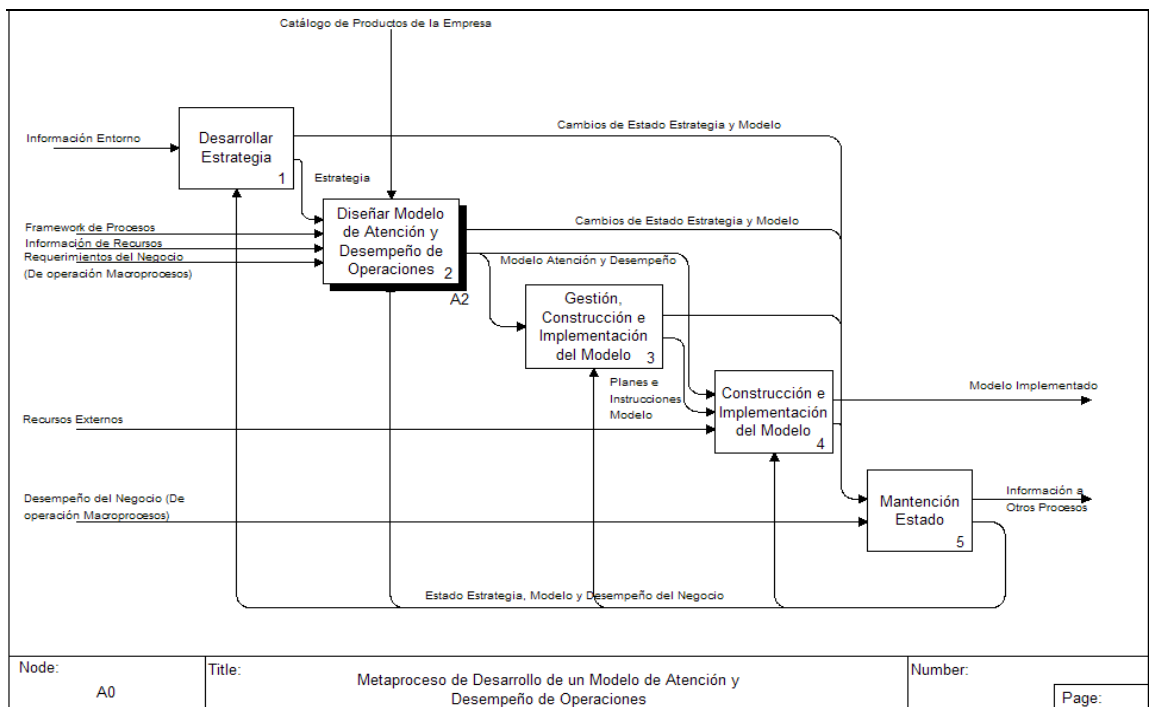 Catálogo de Productos de la Empresa
Información Entorno
Desarrollar
Estrategia
1
Cambios de Estado Estrategia y Modelo
Estrategia
Framework de Procesos
Información de Recursos
Requerimientos del Negocio
(De operación Macroprocesos)
Diseñar Modelo
de Atención y
Desempeño de
Operaciones
2
A2
Cambios de Estado Estrategia y Modelo
Modelo Atención y Desempeño
Gestión,
Construcción e
Implementación
del Modelo
3
Planes e
Instrucciones
Modelo
Construcción e
Implementación
del Modelo
4
Modelo Implementado
Recursos Externos
Desempeño del Negocio (De
operación Macroprocesos)
Mantención
Estado
5
Información a
Otros Procesos
Estado Estrategia, Modelo y Desempeño del Negocio
Node:
A0
Title:
Metaproceso de Desarrollo de un Modelo de Atención y
Desempeño de Operaciones
Number:
Page: